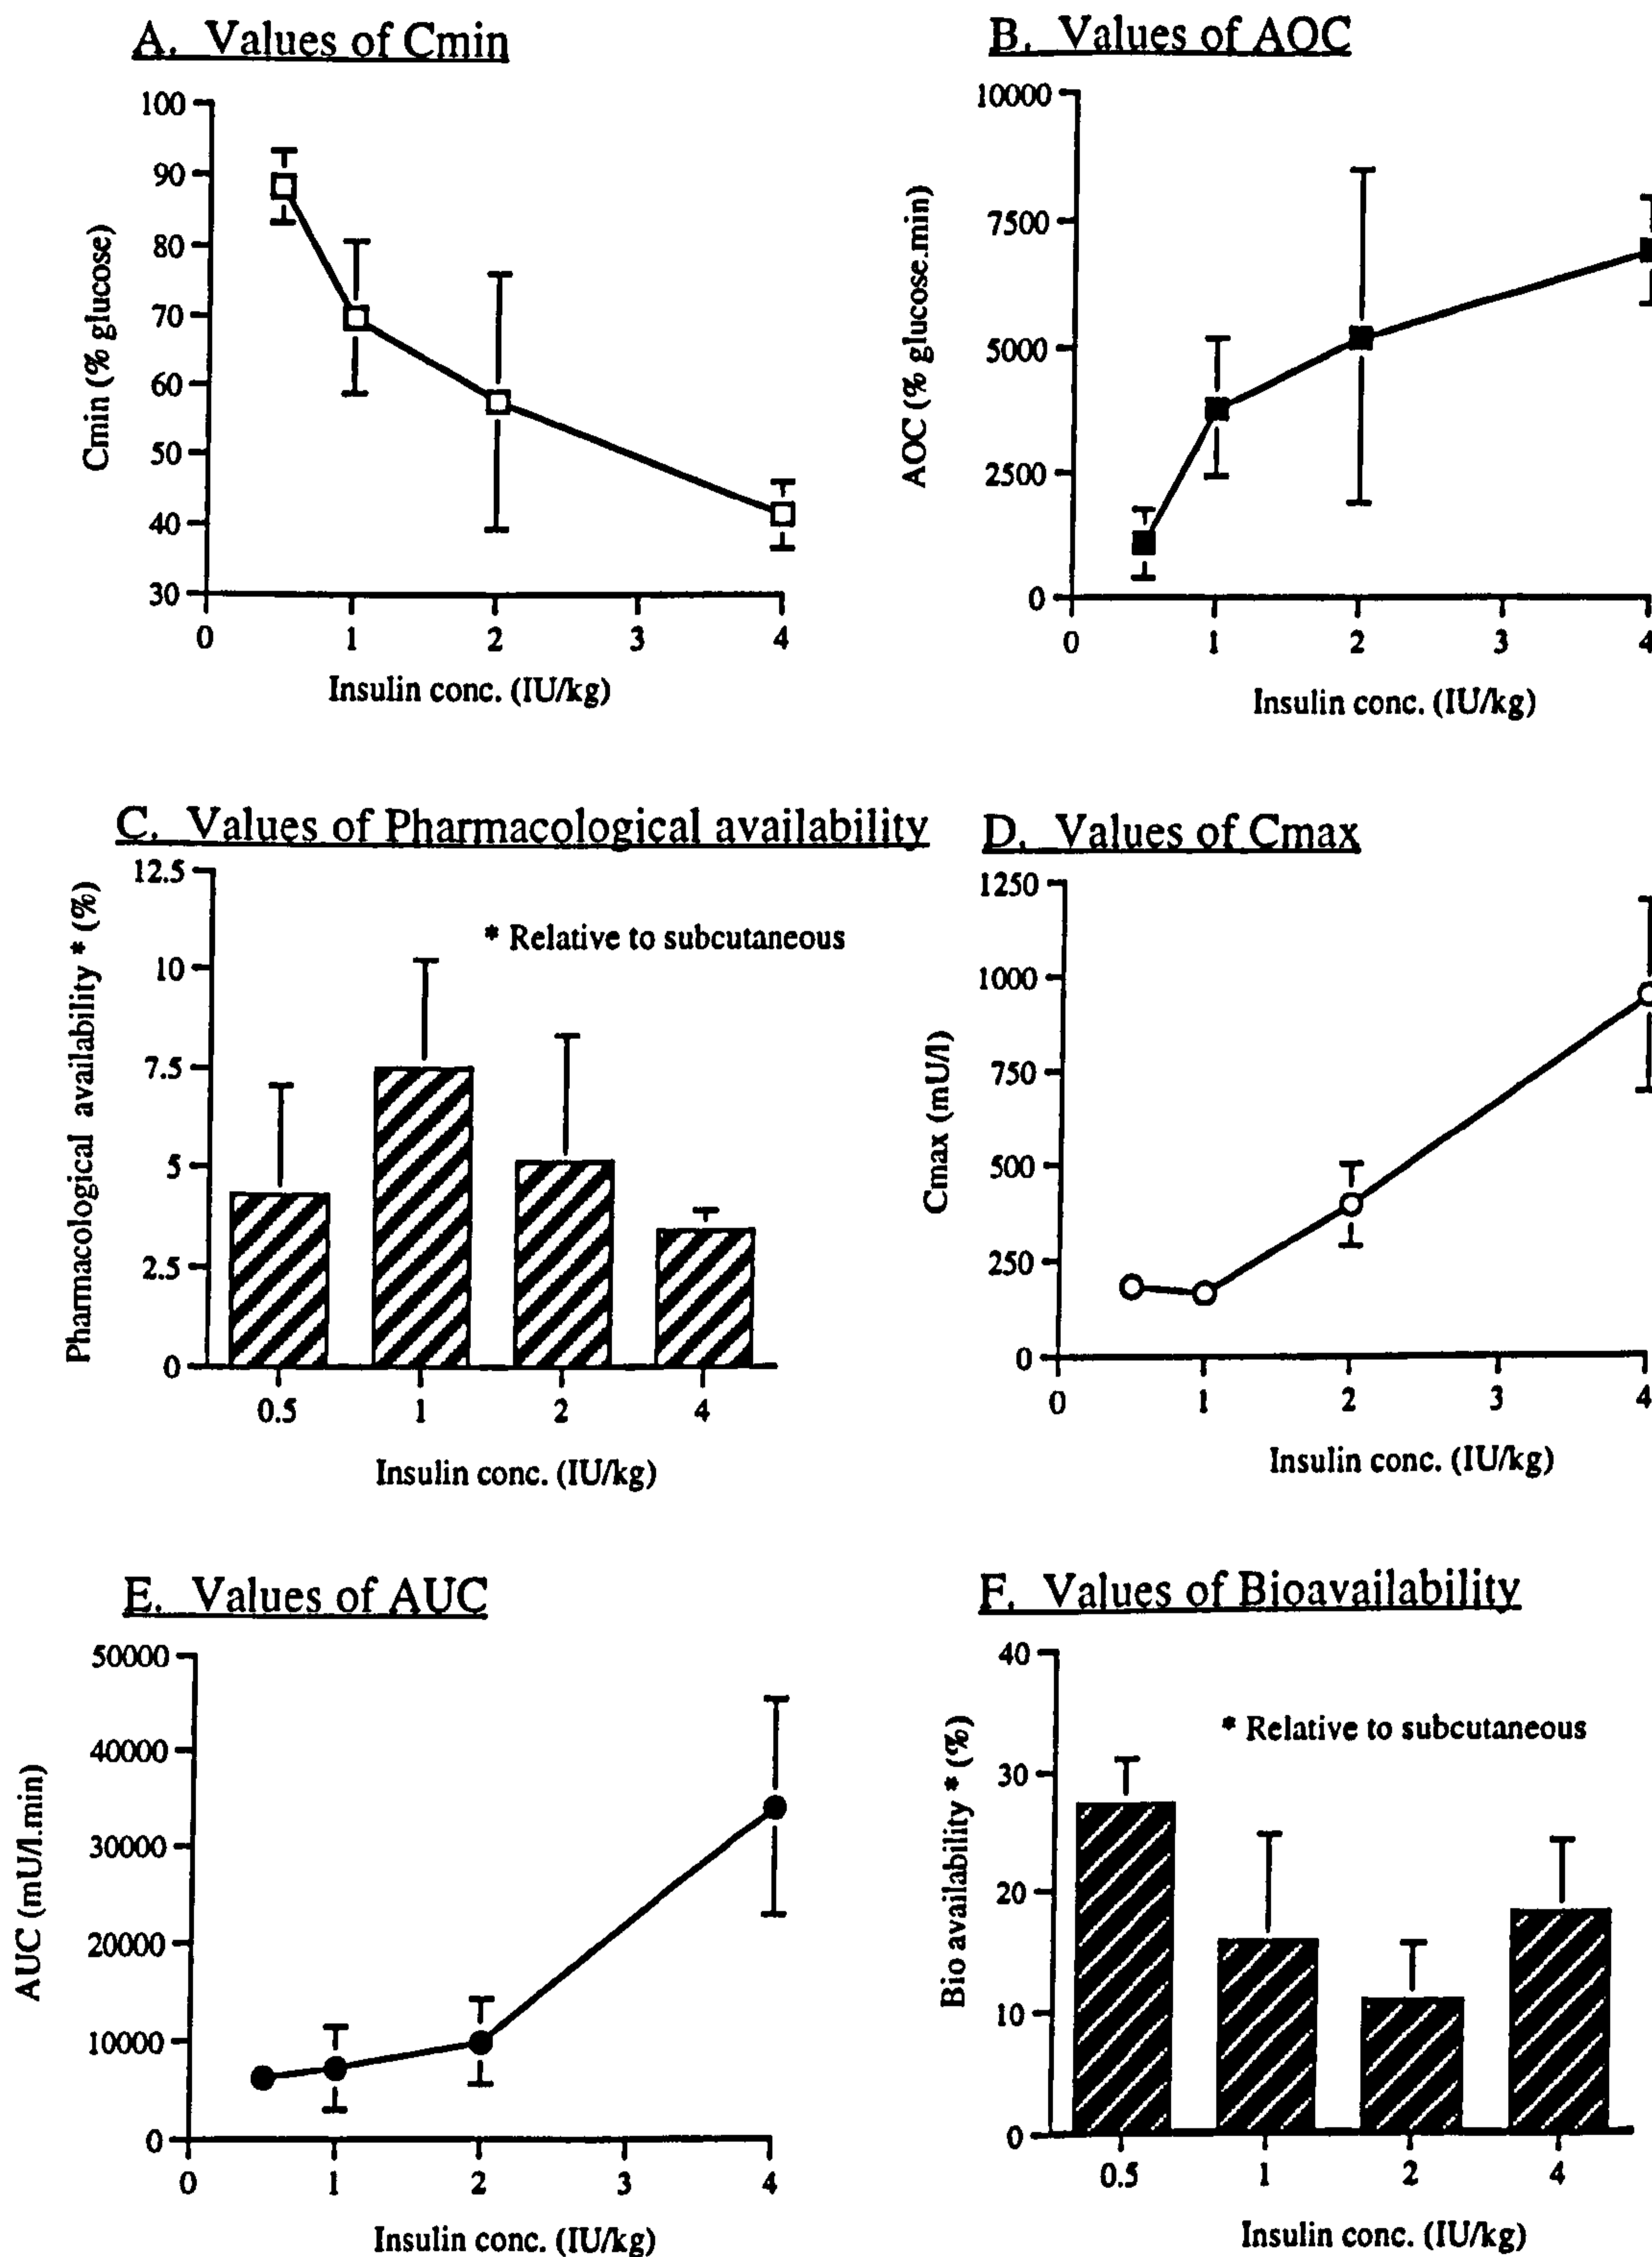 A. Values of Cmin
100
90
80
70
60
50
40
30
Cmin (% glucose)
0 1 2 3 4
Insulin conc. (IU/kg)
B. Values of AOC
10000
7500
5000
2500
0
AOC (% glucose.min)
0 1 2 3 4
Insulin conc. (IU/kg)
C. Values of Pharmacological availability
12.5
10
7.5
5
2.5
0
Pharmacological availability * (%)
* Relative to subcutaneous
0.5 1 2 4
Insulin conc. (IU/kg)
D. Values of Cmax
1250
1000
750
500
250
0
Cmax (mU/l)
0 1 2 3 4
Insulin conc. (IU/kg)
E. Values of AUC
50000
40000
30000
20000
10000
0
AUC (mU/l.min)
0 1 2 3 4
Insulin conc. (IU/kg)
F. Values of Bioavailability
40
30
20
10
0
Bio availability * (%)
* Relative to subcutaneous
0.5 1 2 4
Insulin conc. (IU/kg)